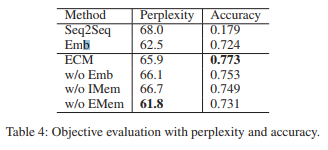 Method Perplexity Accuracy
Seq2Seq 68.0 0.179
Emb 62.5 0.724
ECM 65.9 0.773
w/o Emb 66.1 0.753
w/o IMem 66.7 0.749
w/o EMem 61.8 0.731
Table 4: Objective evaluation with perplexity and accuracy.